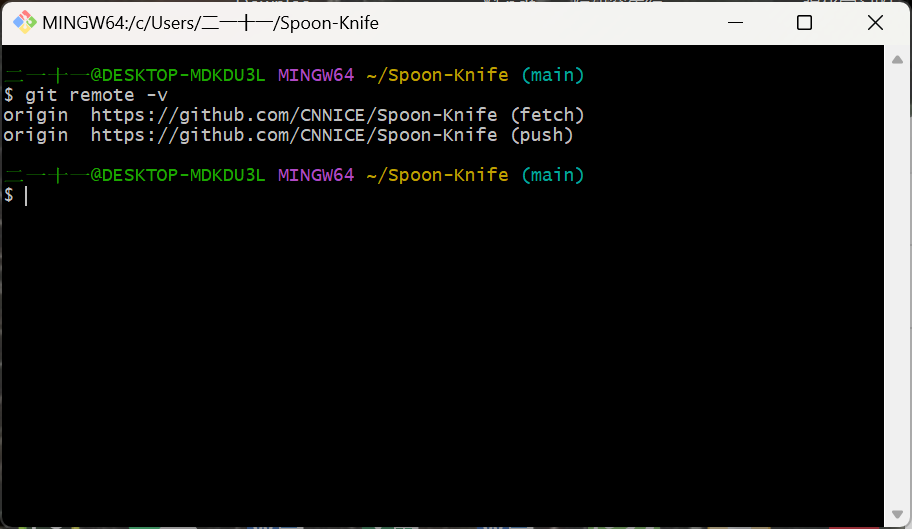 MINGW64:/c/Users/二一十一/Spoon-Knife
二一十一@DESKTOP-MDKDU3L MINGW64 ~/Spoon-Knife (main)
$ git remote -v
origin  https://github.com/CNNICE/Spoon-Knife (fetch)
origin  https://github.com/CNNICE/Spoon-Knife (push)
二一十一@DESKTOP-MDKDU3L MINGW64 ~/Spoon-Knife (main)
$